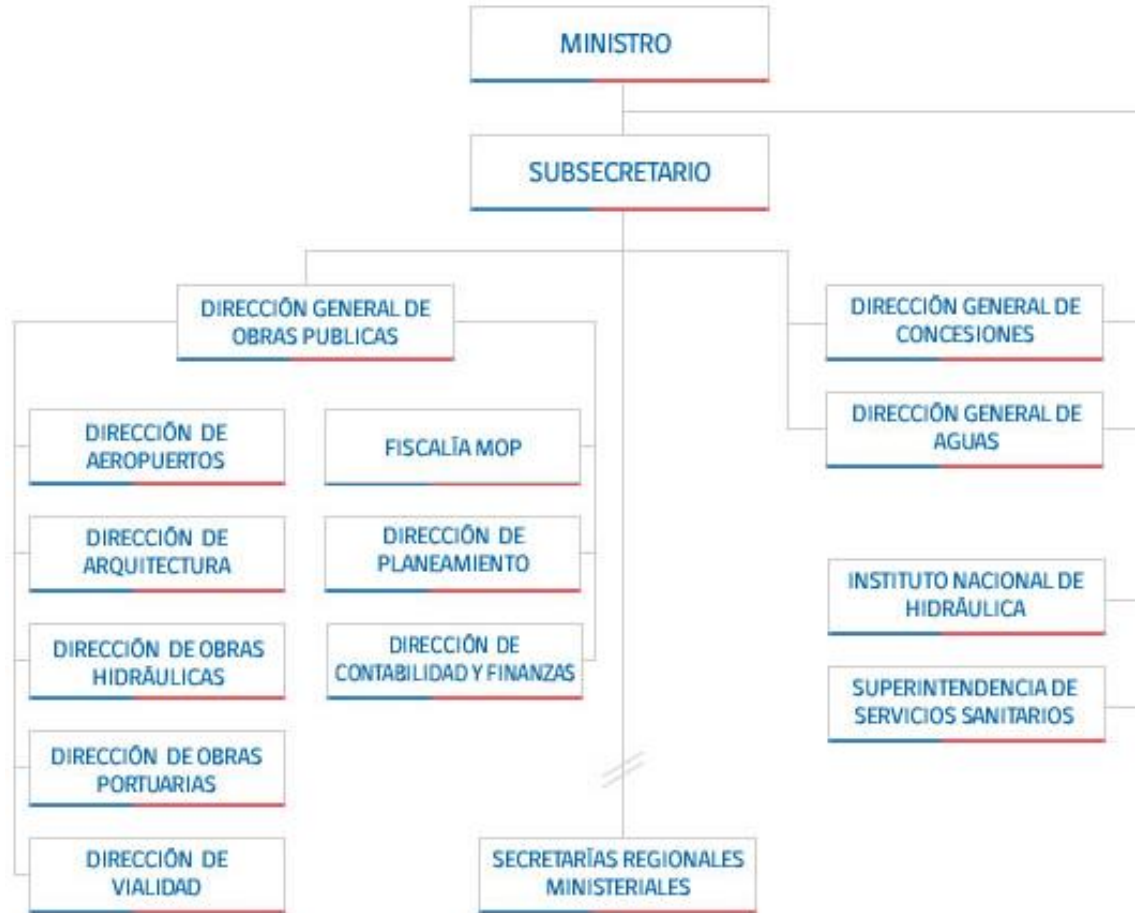 MINISTRO
SUBSECRETARIO
DIRECCIÓN GENERAL DE
OBRAS PUBLICAS
DIRECCIÓN GENERAL DE
CONCESIONES
DIRECCIÓN GENERAL DE
AGUAS
DIRECCIÓN DE
AEROPUERTOS
FISCALÍA MOP
DIRECCIÓN DE
ARQUITECTURA
DIRECCIÓN DE
PLANEAMIENTO
INSTITUTO NACIONAL DE
HIDRÁULICA
DIRECCIÓN DE OBRAS
HIDRÁULICAS
DIRECCIÓN DE
CONTABILIDAD Y FINANZAS
SUPERINTENDENCIA DE
SERVICIOS SANITARIOS
DIRECCIÓN DE OBRAS
PORTUARIAS
DIRECCIÓN DE
VIALIDAD
SECRETARÍAS REGIONALES
MINISTERIALES